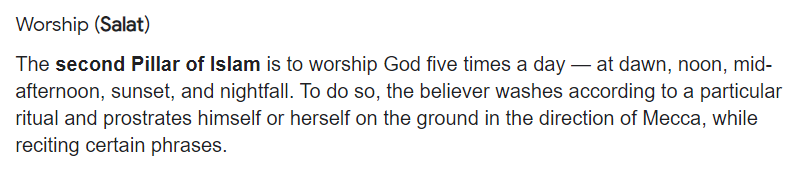 Worship (Salat)
The second Pillar of Islam is to worship God five times a day — at dawn, noon, mid-
afternoon, sunset, and nightfall. To do so, the believer washes according to a particular
ritual and prostrates himself or herself on the ground in the direction of Mecca, while
reciting certain phrases.